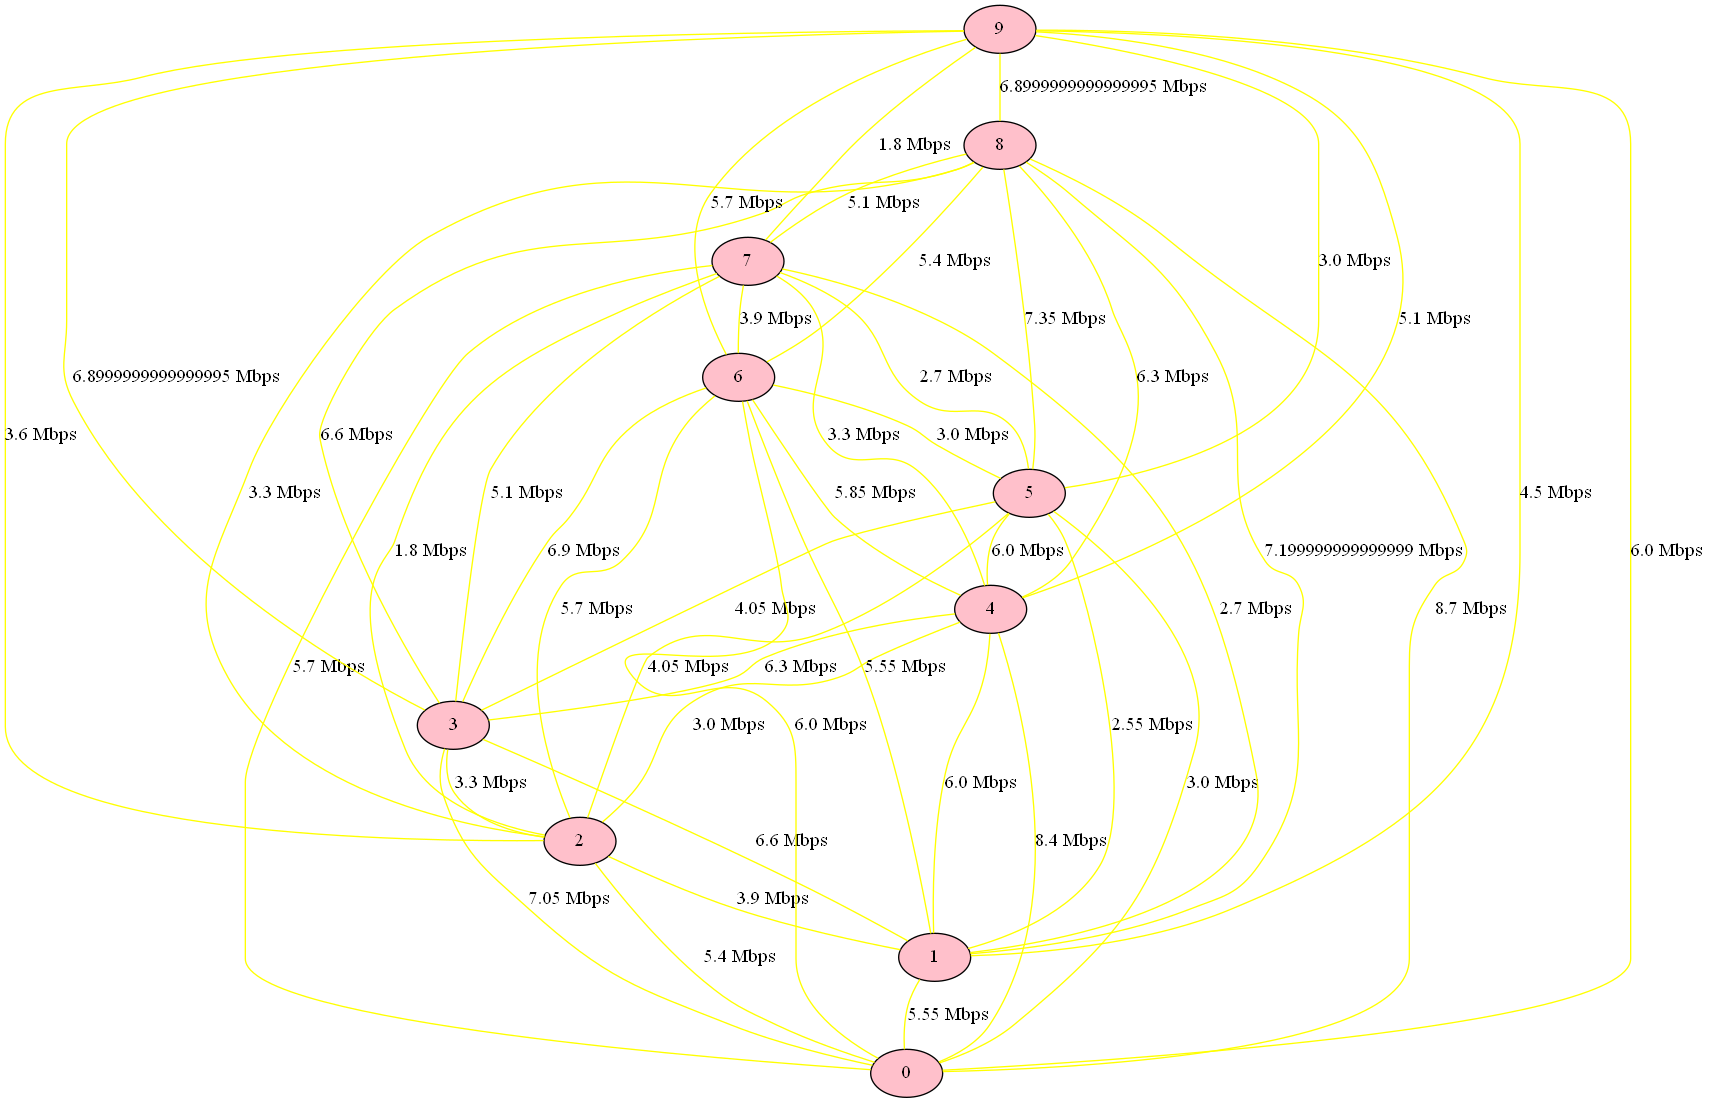 9
6.8999999999999995 Mbps
8
1.8 Mbps
5.7 Mbps
5.1 Mbps
7
5.4 Mbps
3.0 Mbps
3.9 Mbps
7.35 Mbps
5.1 Mbps
6.8999999999999995 Mbps
6
2.7 Mbps
6.3 Mbps
3.6 Mbps
6.6 Mbps
3.3 Mbps
3.0 Mbps
3.3 Mbps
5.1 Mbps
5.85 Mbps
5
4.5 Mbps
1.8 Mbps
6.9 Mbps
6.0 Mbps
7.199999999999999 Mbps
6.0 Mbps
5.7 Mbps
4.05 Mbps
4
2.7 Mbps
8.7 Mbps
5.7 Mbps
4.05 Mbps
6.3 Mbps
5.55 Mbps
3
3.0 Mbps
6.0 Mbps
2.55 Mbps
3.3 Mbps
6.0 Mbps
3.0 Mbps
2
6.6 Mbps
8.4 Mbps
7.05 Mbps
3.9 Mbps
5.4 Mbps
1
5.55 Mbps
0